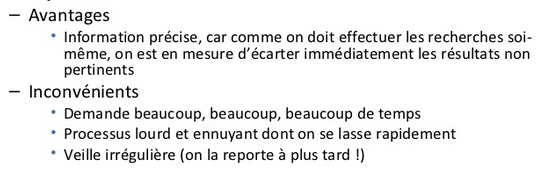 – Avantages
• Information précise, car comme on doit effectuer les recherches soi-
même, on est en mesure d'écarter immédiatement les résultats non
pertinents
– Inconvénients
• Demande beaucoup, beaucoup, beaucoup de temps
• Processus lourd et ennuyant dont on se lasse rapidement
• Veille irrégulière (on la reporte à plus tard !)